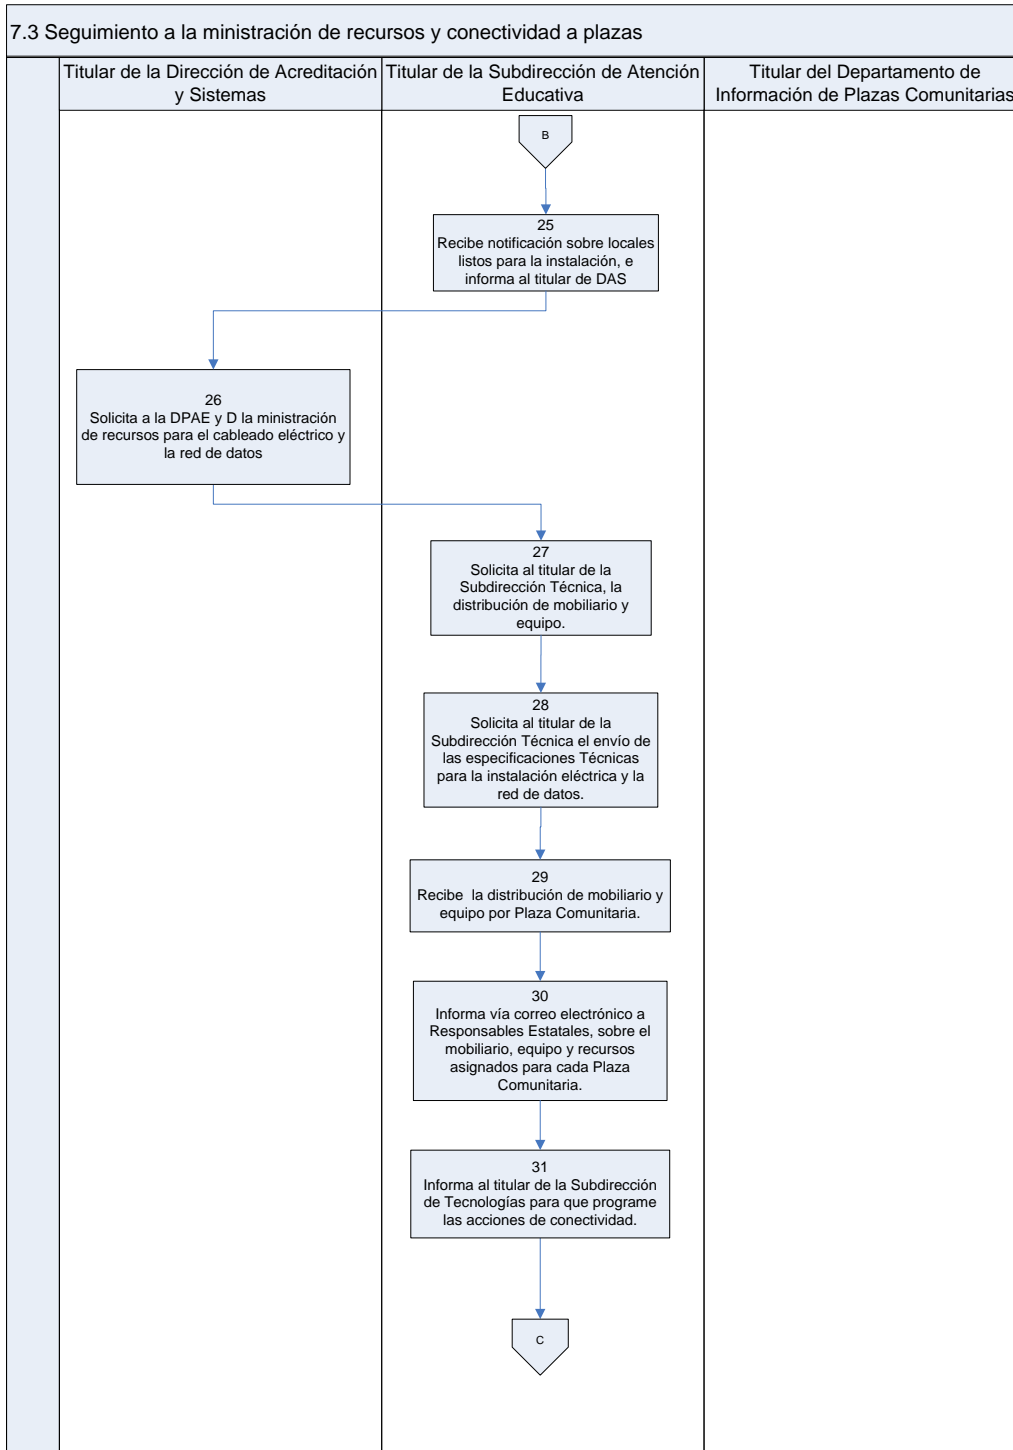 7.3 Seguimiento a la ministración de recursos y conectividad a plazas
Titular de la Dirección de Acreditación
y Sistemas
Titular de la Subdirección de Atención
Educativa
Titular del Departamento de
Información de Plazas Comunitarias
B
25
Recibe notificación sobre locales
listos para la instalación, e
informa al titular de DAS
26
Solicita a la DPAE y D la ministración
de recursos para el cableado eléctrico y
la red de datos
27
Solicita al titular de la
Subdirección Técnica, la
distribución de mobiliario y
equipo.
28
Solicita al titular de la
Subdirección Técnica el envío de
las especificaciones Técnicas
para la instalación eléctrica y la
red de datos.
29
Recibe  la distribución de mobiliario y
equipo por Plaza Comunitaria.
30
Informa vía correo electrónico a
Responsables Estatales, sobre el
mobiliario, equipo y recursos
asignados para cada Plaza
Comunitaria.
31
Informa al titular de la Subdirección
de Tecnologías para que programe
las acciones de conectividad.
C